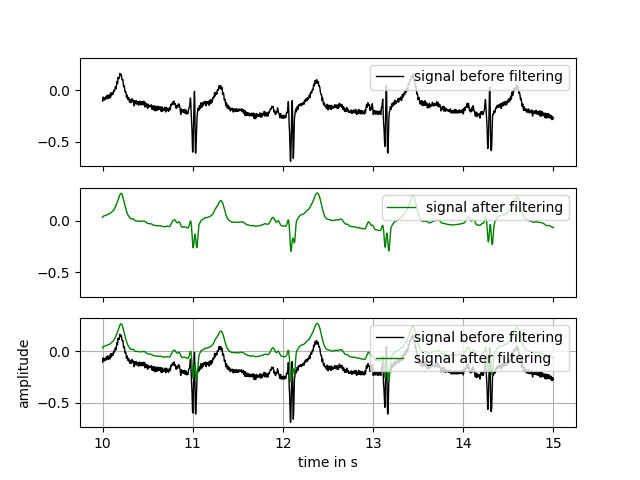 0.0
−0.5
signal before filtering
0.0
−0.5
signal after filtering
0.0
−0.5
signal before filtering
signal after filtering
amplitude
10
11
12
13
14
15
time in s